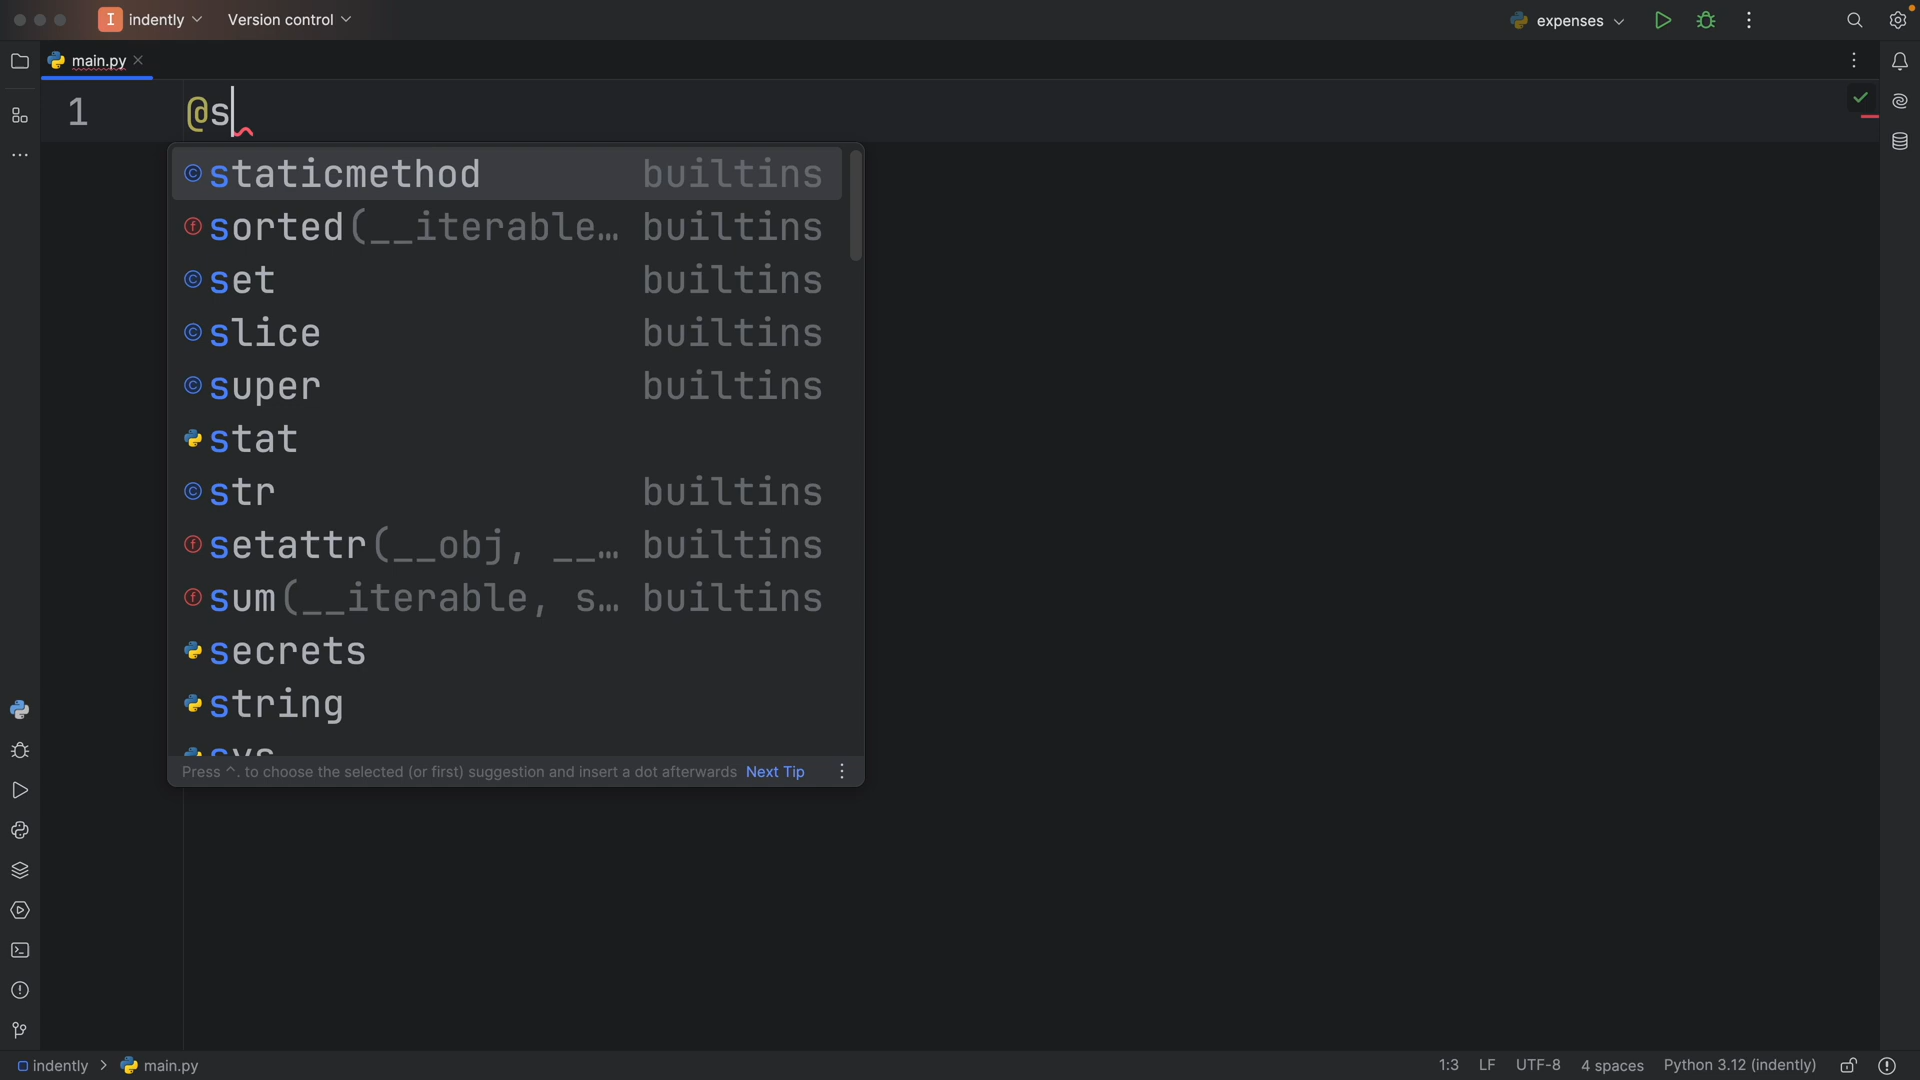 I indently Version control expenses
main.py
1 @s
staticmethod builtins
sorted(__iterable… builtins
set builtins
slice builtins
super builtins
stat
str builtins
setattr(__obj, __… builtins
sum(__iterable, s… builtins
secrets
string
sys
Press ^. to choose the selected (or first) suggestion and insert a dot afterwards Next Tip
indently > main.py 1:3 LF UTF-8 4 spaces Python 3.12 (indently)